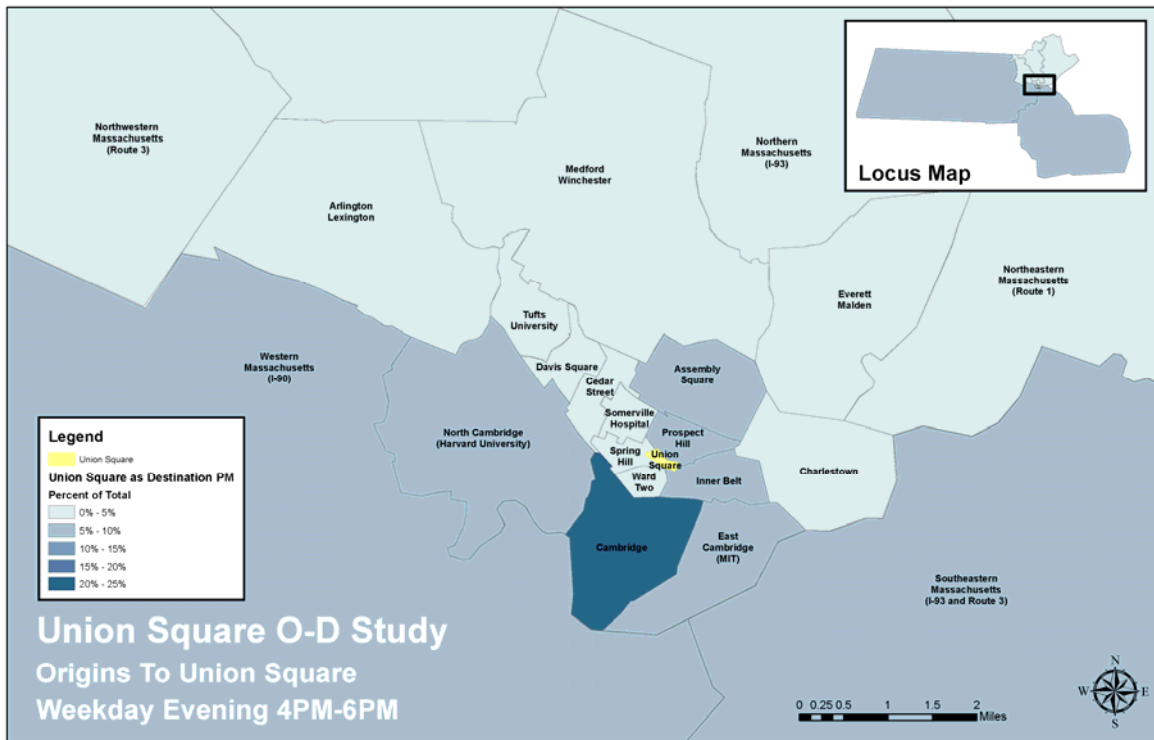 Northwestern
Massachusetts
(Route 3)
Arlington
Lexington
Medford
Winchester
Northern
Massachusetts
(I-93)
Locus Map
Northeastern
Massachusetts
(Route 1)
Everett
Malden
Tufts
University
Davis Square
Cedar
Street
Somerville
Hospital
Assembly
Square
Western
Massachusetts
(I-90)
North Cambridge
(Harvard University)
Prospect
Hill
Spring
Hill
Union
Square
Ward
Two
Inner Belt
Charlestown
Cambridge
East
Cambridge
(MIT)
Southeastern
Massachusetts
(I-93 and Route 3)
Legend
Union Square
Union Square as Destination PM
Percent of Total
0% - 5%
5% - 10%
10% - 15%
15% - 20%
20% - 25%
Union Square O-D Study
Origins To Union Square
Weekday Evening 4PM-6PM
0 0.25 0.5 1 1.5 2
Miles
N
W E
S